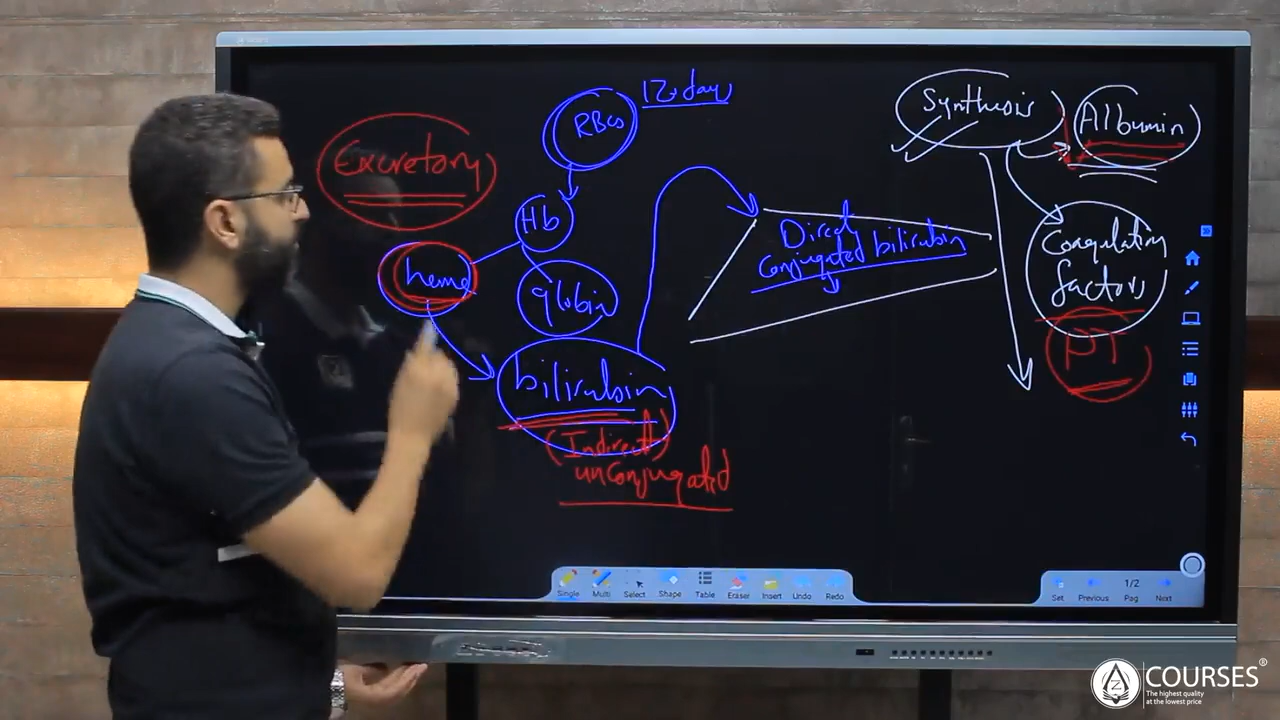 Excretory
RBCs
120 days
Hb
heme
globin
bilirubin
(Indirect)
unconjugated
Direct
Conjugated bilirubin
Synthesis
Albumin
Coagulation
factors
PT
Single
Multi
Select
Shape
Table
Eraser
Insert
Undo
Redo
Set
Previous
1/2
Pag
Next
COURSES®
The highest quality
at the lowest price